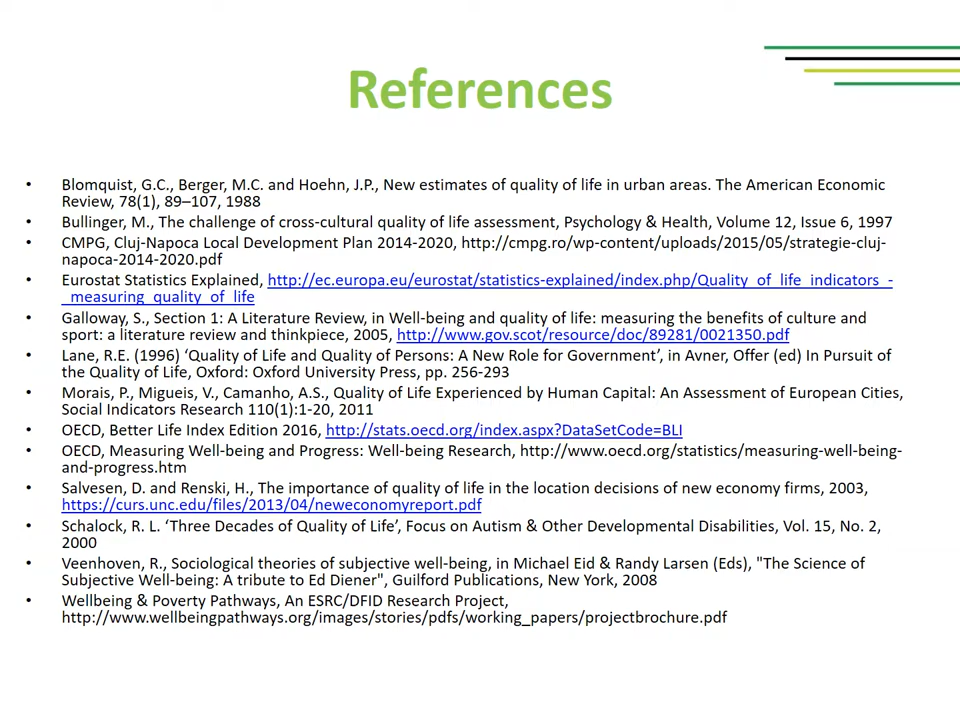 References
• Blomquist, G.C., Berger, M.C. and Hoehn, J.P., New estimates of quality of life in urban areas. The American Economic
Review, 78(1), 89–107, 1988
• Bullinger, M., The challenge of cross-cultural quality of life assessment, Psychology & Health, Volume 12, Issue 6, 1997
• CMPG, Cluj-Napoca Local Development Plan 2014-2020, http://cmpg.ro/wp-content/uploads/2015/05/strategie-cluj-
napoca-2014-2020.pdf
• Eurostat Statistics Explained, http://ec.europa.eu/eurostat/statistics-explained/index.php/Quality_of_life_indicators_-
_measuring_quality_of_life
• Galloway, S., Section 1: A Literature Review, in Well-being and quality of life: measuring the benefits of culture and
sport: a literature review and thinkpiece, 2005, http://www.gov.scot/resource/doc/89281/0021350.pdf
• Lane, R.E. (1996) ‘Quality of Life and Quality of Persons: A New Role for Government’, in Avner, Offer (ed) In Pursuit of
the Quality of Life, Oxford: Oxford University Press, pp. 256-293
• Morais, P., Migueis, V., Camanho, A.S., Quality of Life Experienced by Human Capital: An Assessment of European Cities,
Social Indicators Research 110(1):1-20, 2011
• OECD, Better Life Index Edition 2016, http://stats.oecd.org/index.aspx?DataSetCode=BLI
• OECD, Measuring Well-being and Progress: Well-being Research, http://www.oecd.org/statistics/measuring-well-being-
and-progress.htm
• Salvesen, D. and Renski, H., The importance of quality of life in the location decisions of new economy firms, 2003,
https://curs.unc.edu/files/2013/04/neweconomyreport.pdf
• Schalock, R. L. ‘Three Decades of Quality of Life’, Focus on Autism & Other Developmental Disabilities, Vol. 15, No. 2,
2000
• Veenhoven, R., Sociological theories of subjective well-being, in Michael Eid & Randy Larsen (Eds), "The Science of
Subjective Well-being: A tribute to Ed Diener", Guilford Publications, New York, 2008
• Wellbeing & Poverty Pathways, An ESRC/DFID Research Project,
http://www.wellbeingpathways.org/images/stories/pdfs/working_papers/projectbrochure.pdf